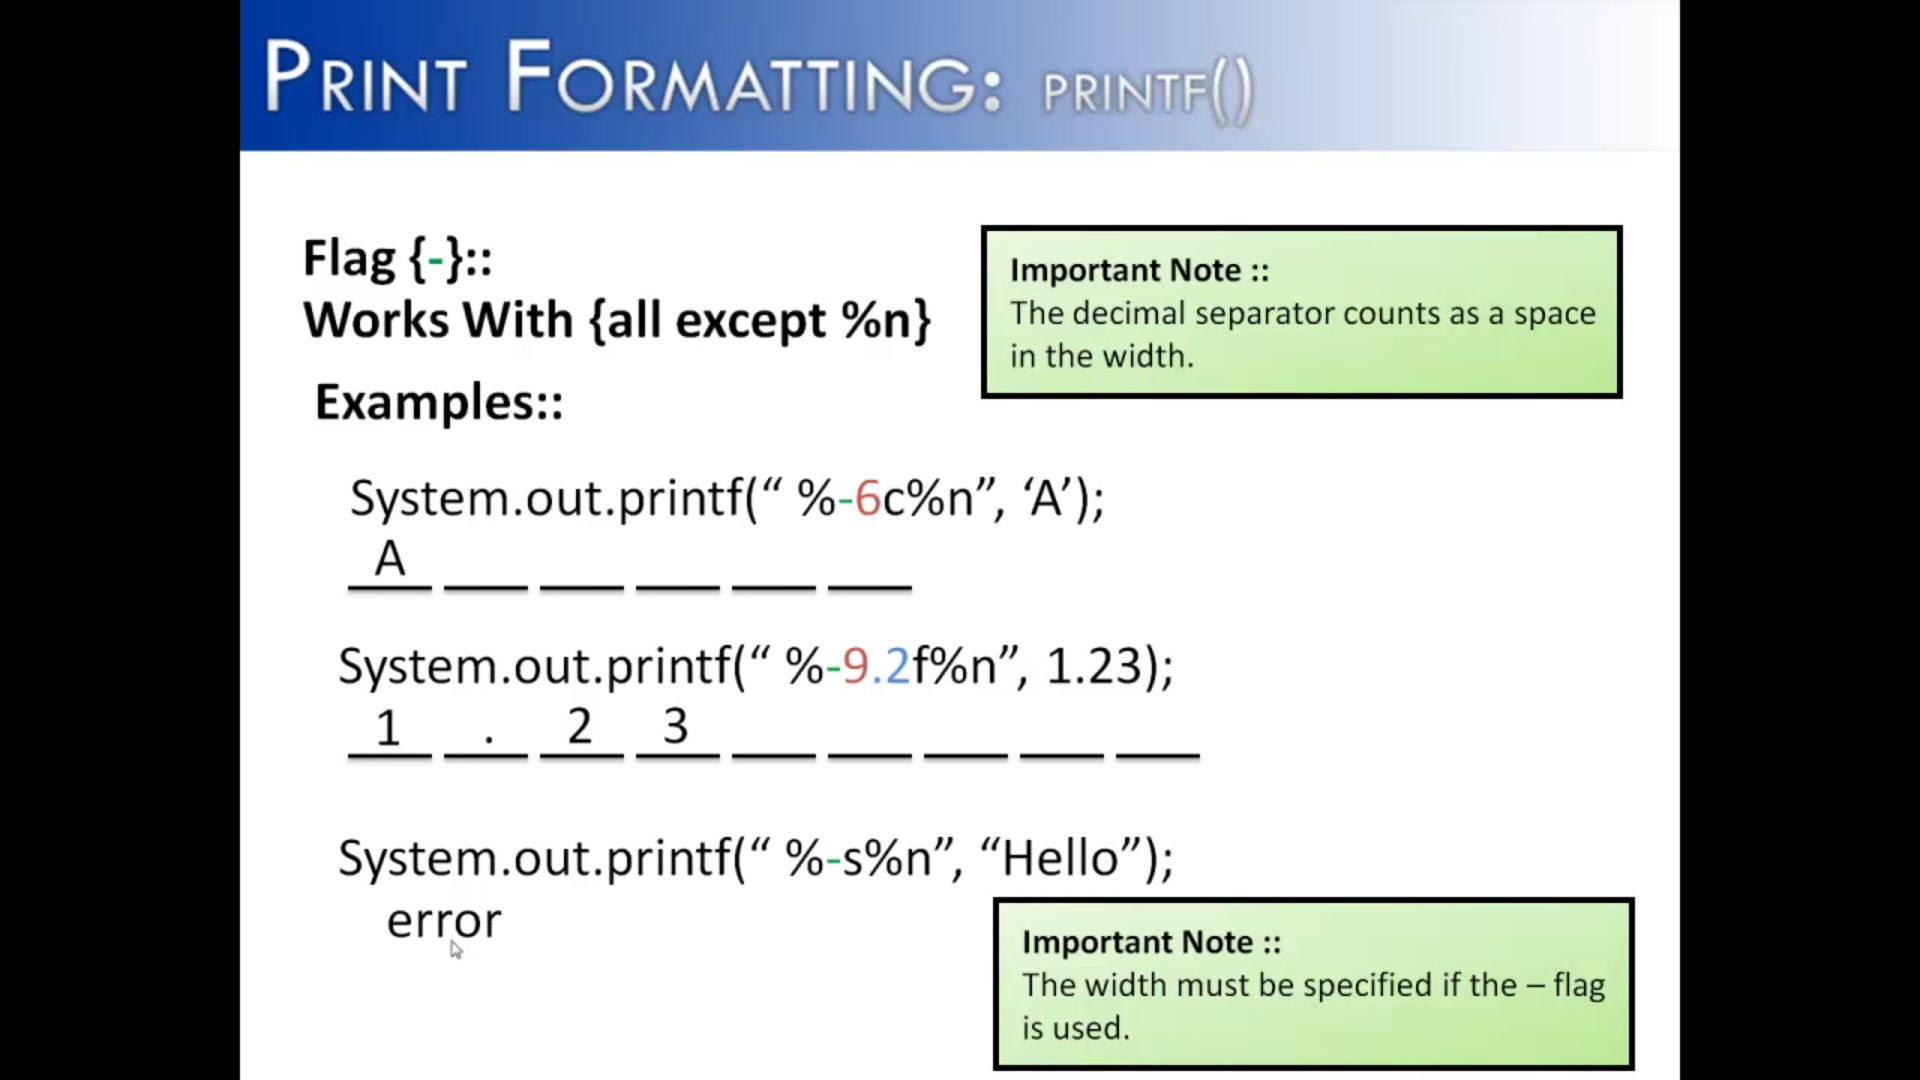 PRINT FORMATTING: PRINTF()
Flag {-}::
Works With {all except %n}
Important Note ::
The decimal separator counts as a space
in the width.
Examples::
System.out.printf(“ %-6c%n”, ‘A’);
A
System.out.printf(“ %-9.2f%n”, 1.23);
1 . 2 3
System.out.printf(“ %-s%n”, “Hello”);
error
Important Note ::
The width must be specified if the – flag
is used.